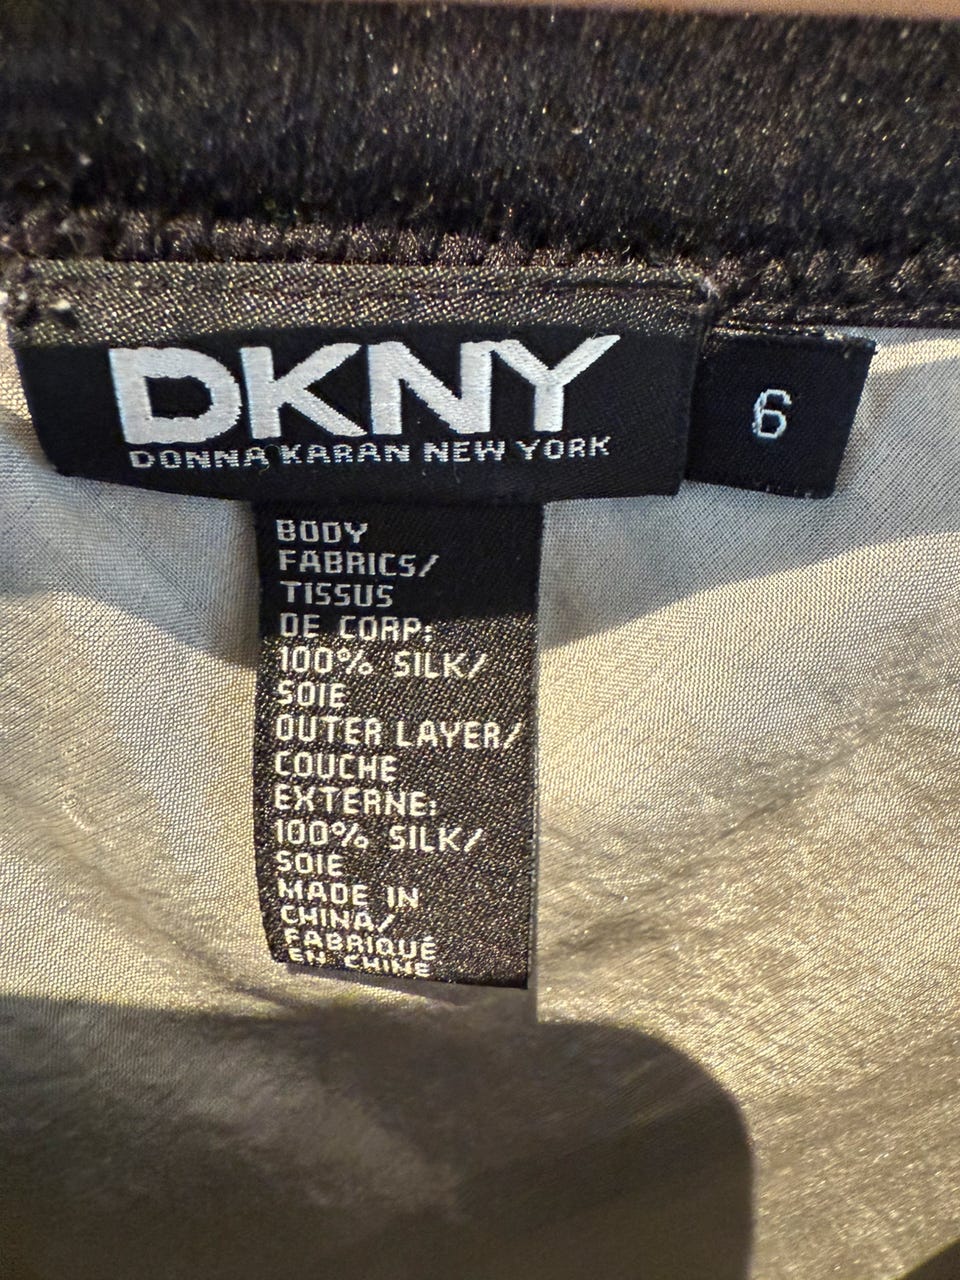 DKNY
DONNA KARAN NEW YORK
6
BODY
FABRICS/
TISSUS
DE CORP:
100% SILK/
SOIE
OUTER LAYER/
COUCHE
EXTERNE:
100% SILK/
SOIE
MADE IN
CHINA/
FABRIQUÉ
EN CHINE